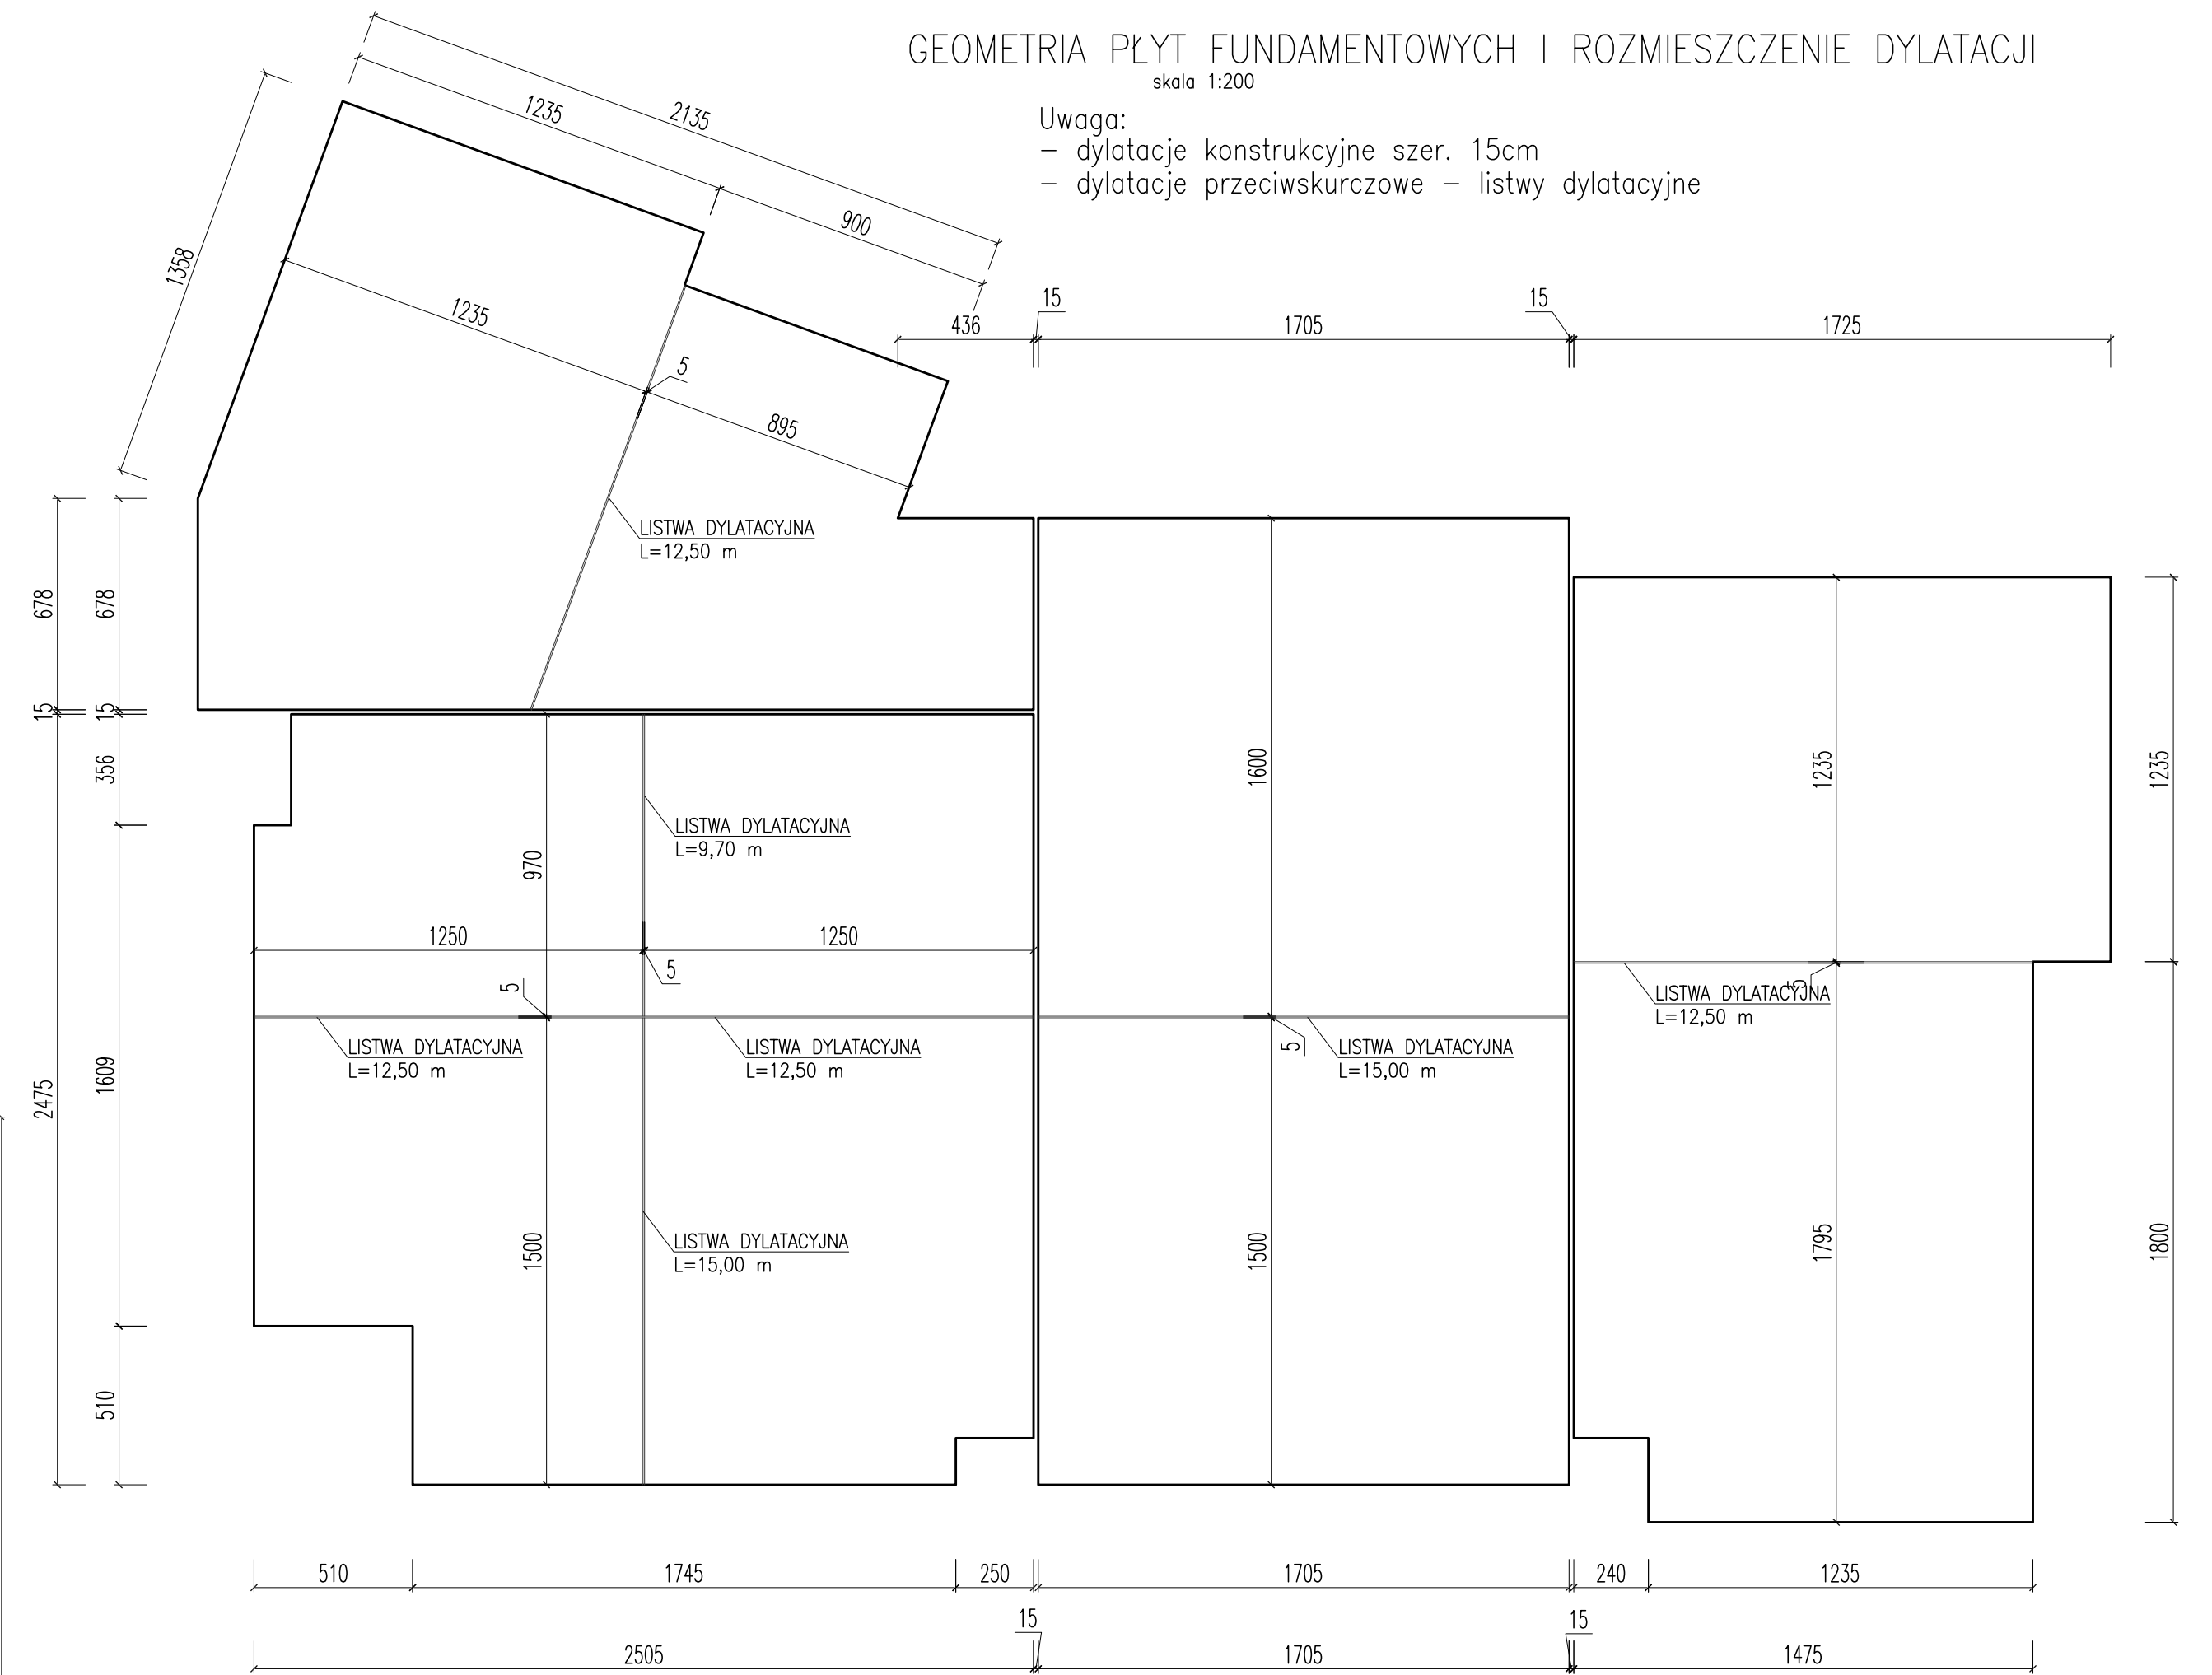 GEOMETRIA PŁYT FUNDAMENTOWYCH I ROZMIESZCZENIE DYLATACJI
skala 1:200
Uwaga:
– dylatacje konstrukcyjne szer. 15cm
– dylatacje przeciwskurczowe – listwy dylatacyjne
2135
1235
900
1358
1235
5
895
15
15
436
1705
1725
LISTWA DYLATACYJNA
L=12,50 m
678
678
15
15
356
1609
2475
510
1600
1235
1235
LISTWA DYLATACYJNA
L=9,70 m
970
1250
1250
5
5
LISTWA DYLATACYJNA
L=12,50 m
LISTWA DYLATACYJNA
L=12,50 m
5
LISTWA DYLATACYJNA
L=15,00 m
5
LISTWA DYLATACYJNA
L=12,50 m
LISTWA DYLATACYJNA
L=15,00 m
1500
1500
1795
1800
510
1745
250
1705
240
1235
15
15
2505
1705
1475